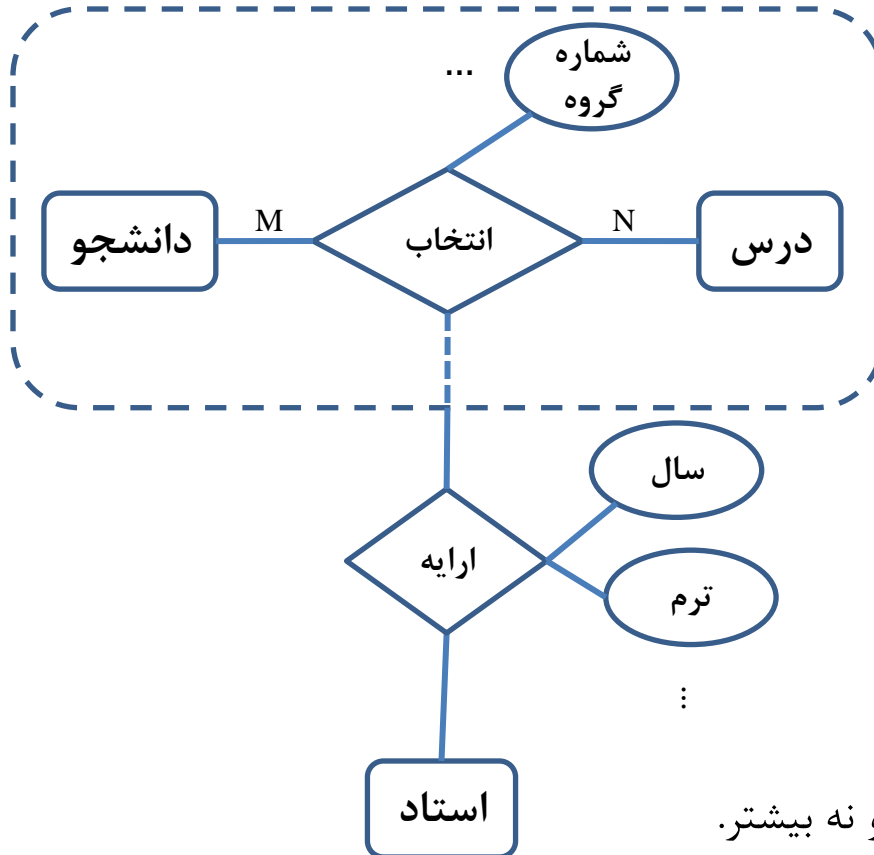 ...
شماره
گروه
دانشجو
M
انتخاب
N
درس
سال
ارایه
ترم
...
استاد
نه بیشتر.